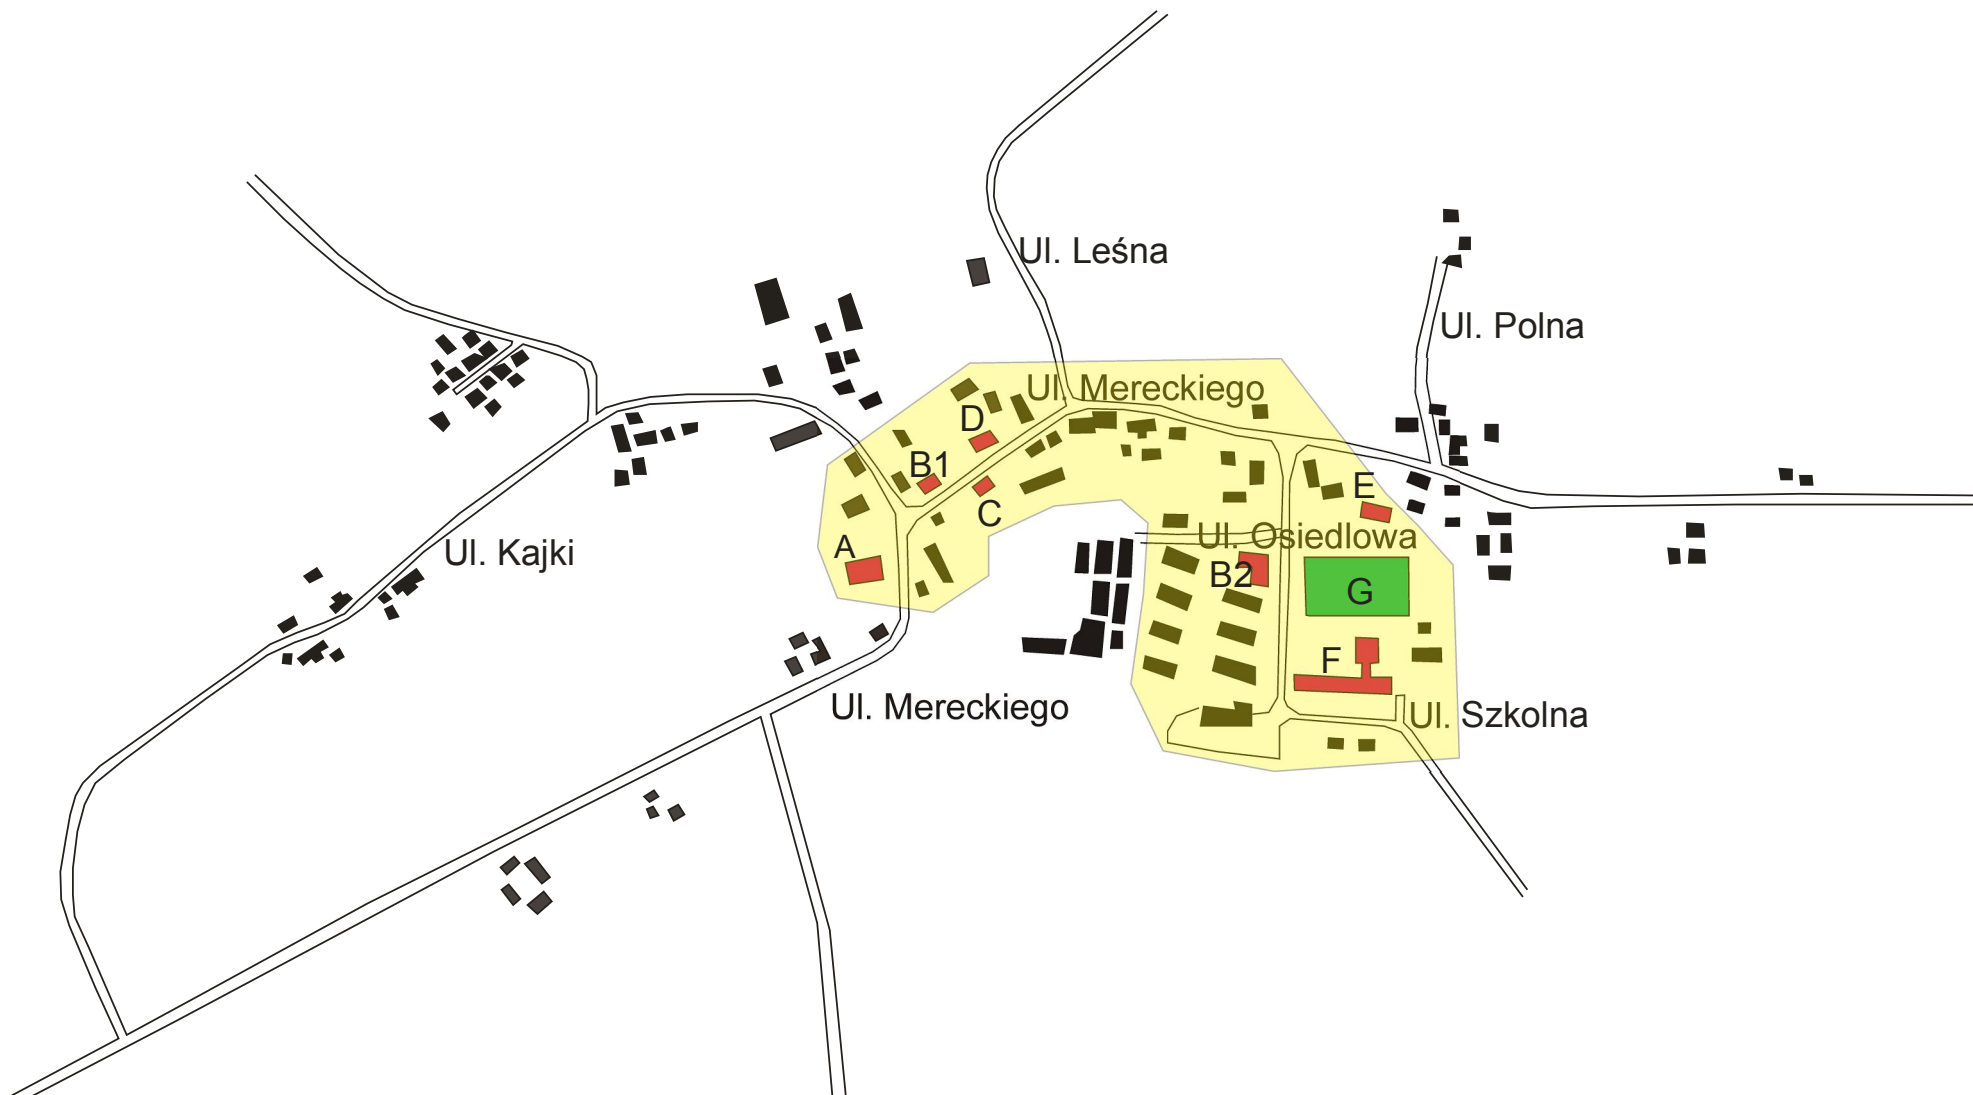 Ul. Leśna
Ul. Polna
Ul. Mereckiego
D
B1
E
C
Ul. Osiedlowa
A
Ul. Kajki
B2
G
F
Ul. Mereckiego
Ul. Szkolna